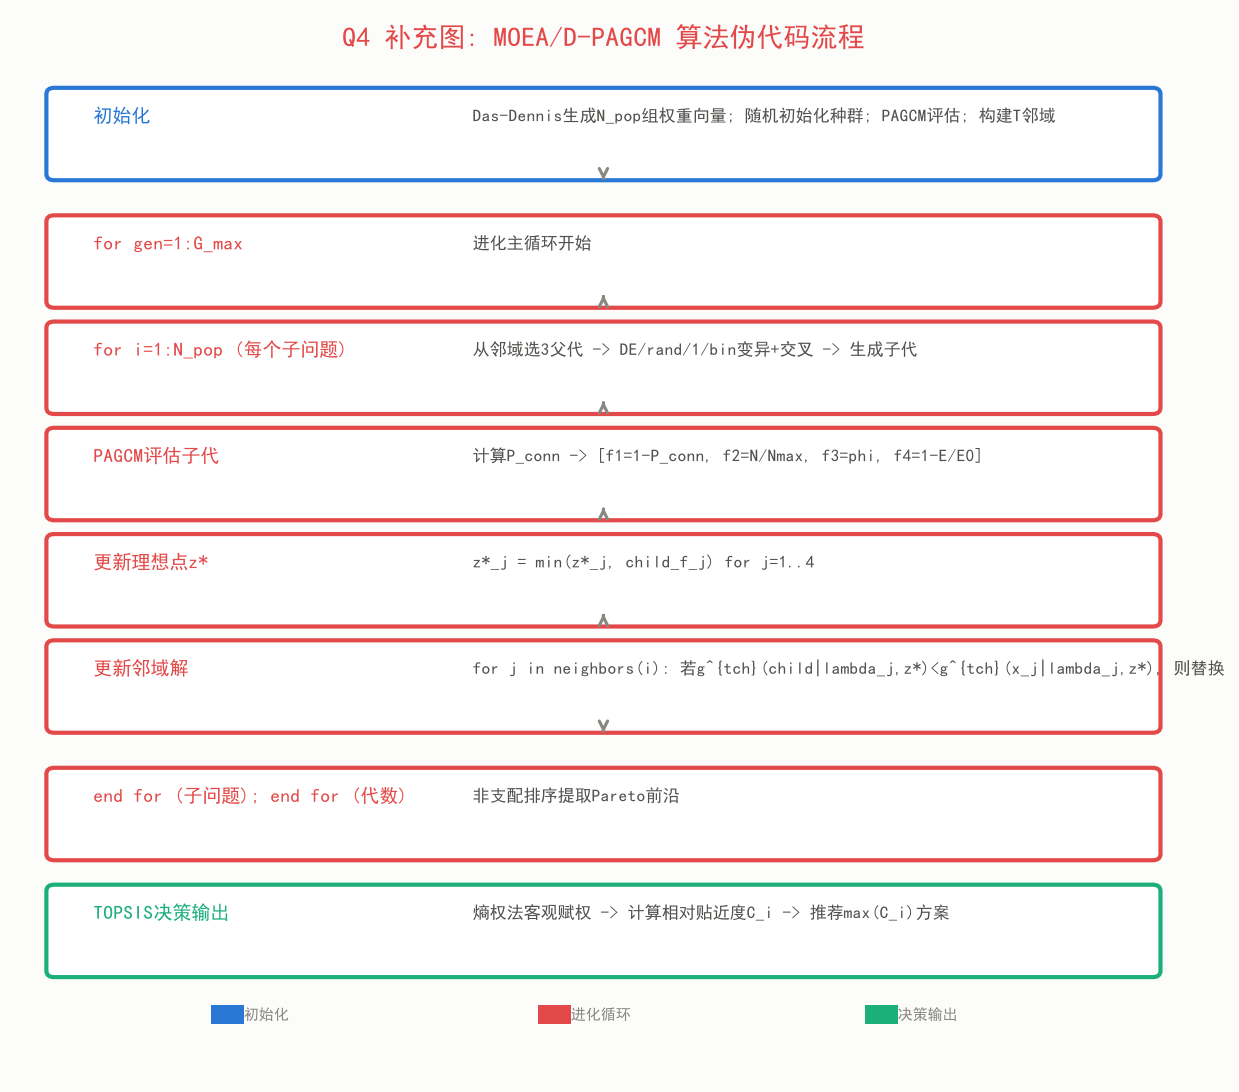 Q4 补充图: MOEA/D-PAGCM 算法伪代码流程
初始化
Das-Dennis生成N_pop组权重向量; 随机初始化种群; PAGCM评估; 构建T邻域
for gen=1:G_max
进化主循环开始
for i=1:N_pop (每个子问题)
从邻域选3父代 -> DE/rand/1/bin变异+交叉 -> 生成子代
PAGCM评估子代
计算P_conn -> [f1=1-P_conn, f2=N/Nmax, f3=phi, f4=1-E/E0]
更新理想点z*
z*_j = min(z*_j, child_f_j) for j=1..4
更新邻域解
for j in neighbors(i): 若g^{tch}(child|lambda_j,z*)<g^{tch}(x_j|lambda_j,z*), 则替换
end for (子问题); end for (代数)
非支配排序提取Pareto前沿
TOPSIS决策输出
熵权法客观赋权 -> 计算相对贴近度C_i -> 推荐max(C_i)方案
初始化
进化循环
决策输出